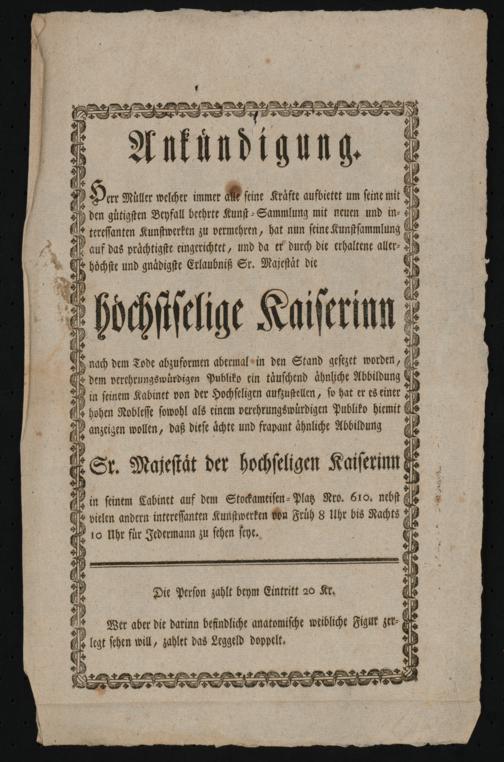 Ankündigung.
Herr Müller welcher immer alle seine Kräfte aufbietet um seine mit
den gütigsten Beyfall beehrte Kunst-Sammlung mit neuen und in-
teressanten Kunstwerken zu vermehren, hat nun seine Kunstsammlung
auf das prächtigste eingerichtet, und da er durch die erhaltene aller-
höchste und gnädigste Erlaubniß Sr. Majestät die
höchstselige Kaiserinn
nach dem Tode abzuformen abermal in den Stand gesezet worden,
dem verehrungswürdigen Publiko ein täuschend ähnliche Abbildung
in seinem Kabinet von der Hochseligen aufzustellen, so hat er es einer
hohen Noblesse sowohl als einem verehrungswürdigen Publiko hiemit
anzeigen wollen, daß diese ächte und frapant ähnliche Abbildung
Sr. Majestät der hochseligen Kaiserinn
in seinem Cabinet auf dem Stockameisen-Platz Nro. 610. nebst
vielen andern interessanten Kunstwerken von Früh 8 Uhr bis Nachts
10 Uhr für Jedermann zu sehen seye.
Die Person zahlt beym Eintritt 20 Kr.
Wer aber die darinn befindliche anatomische weibliche Figur zer-
legt sehen will, zahlet das Leggeld doppelt.